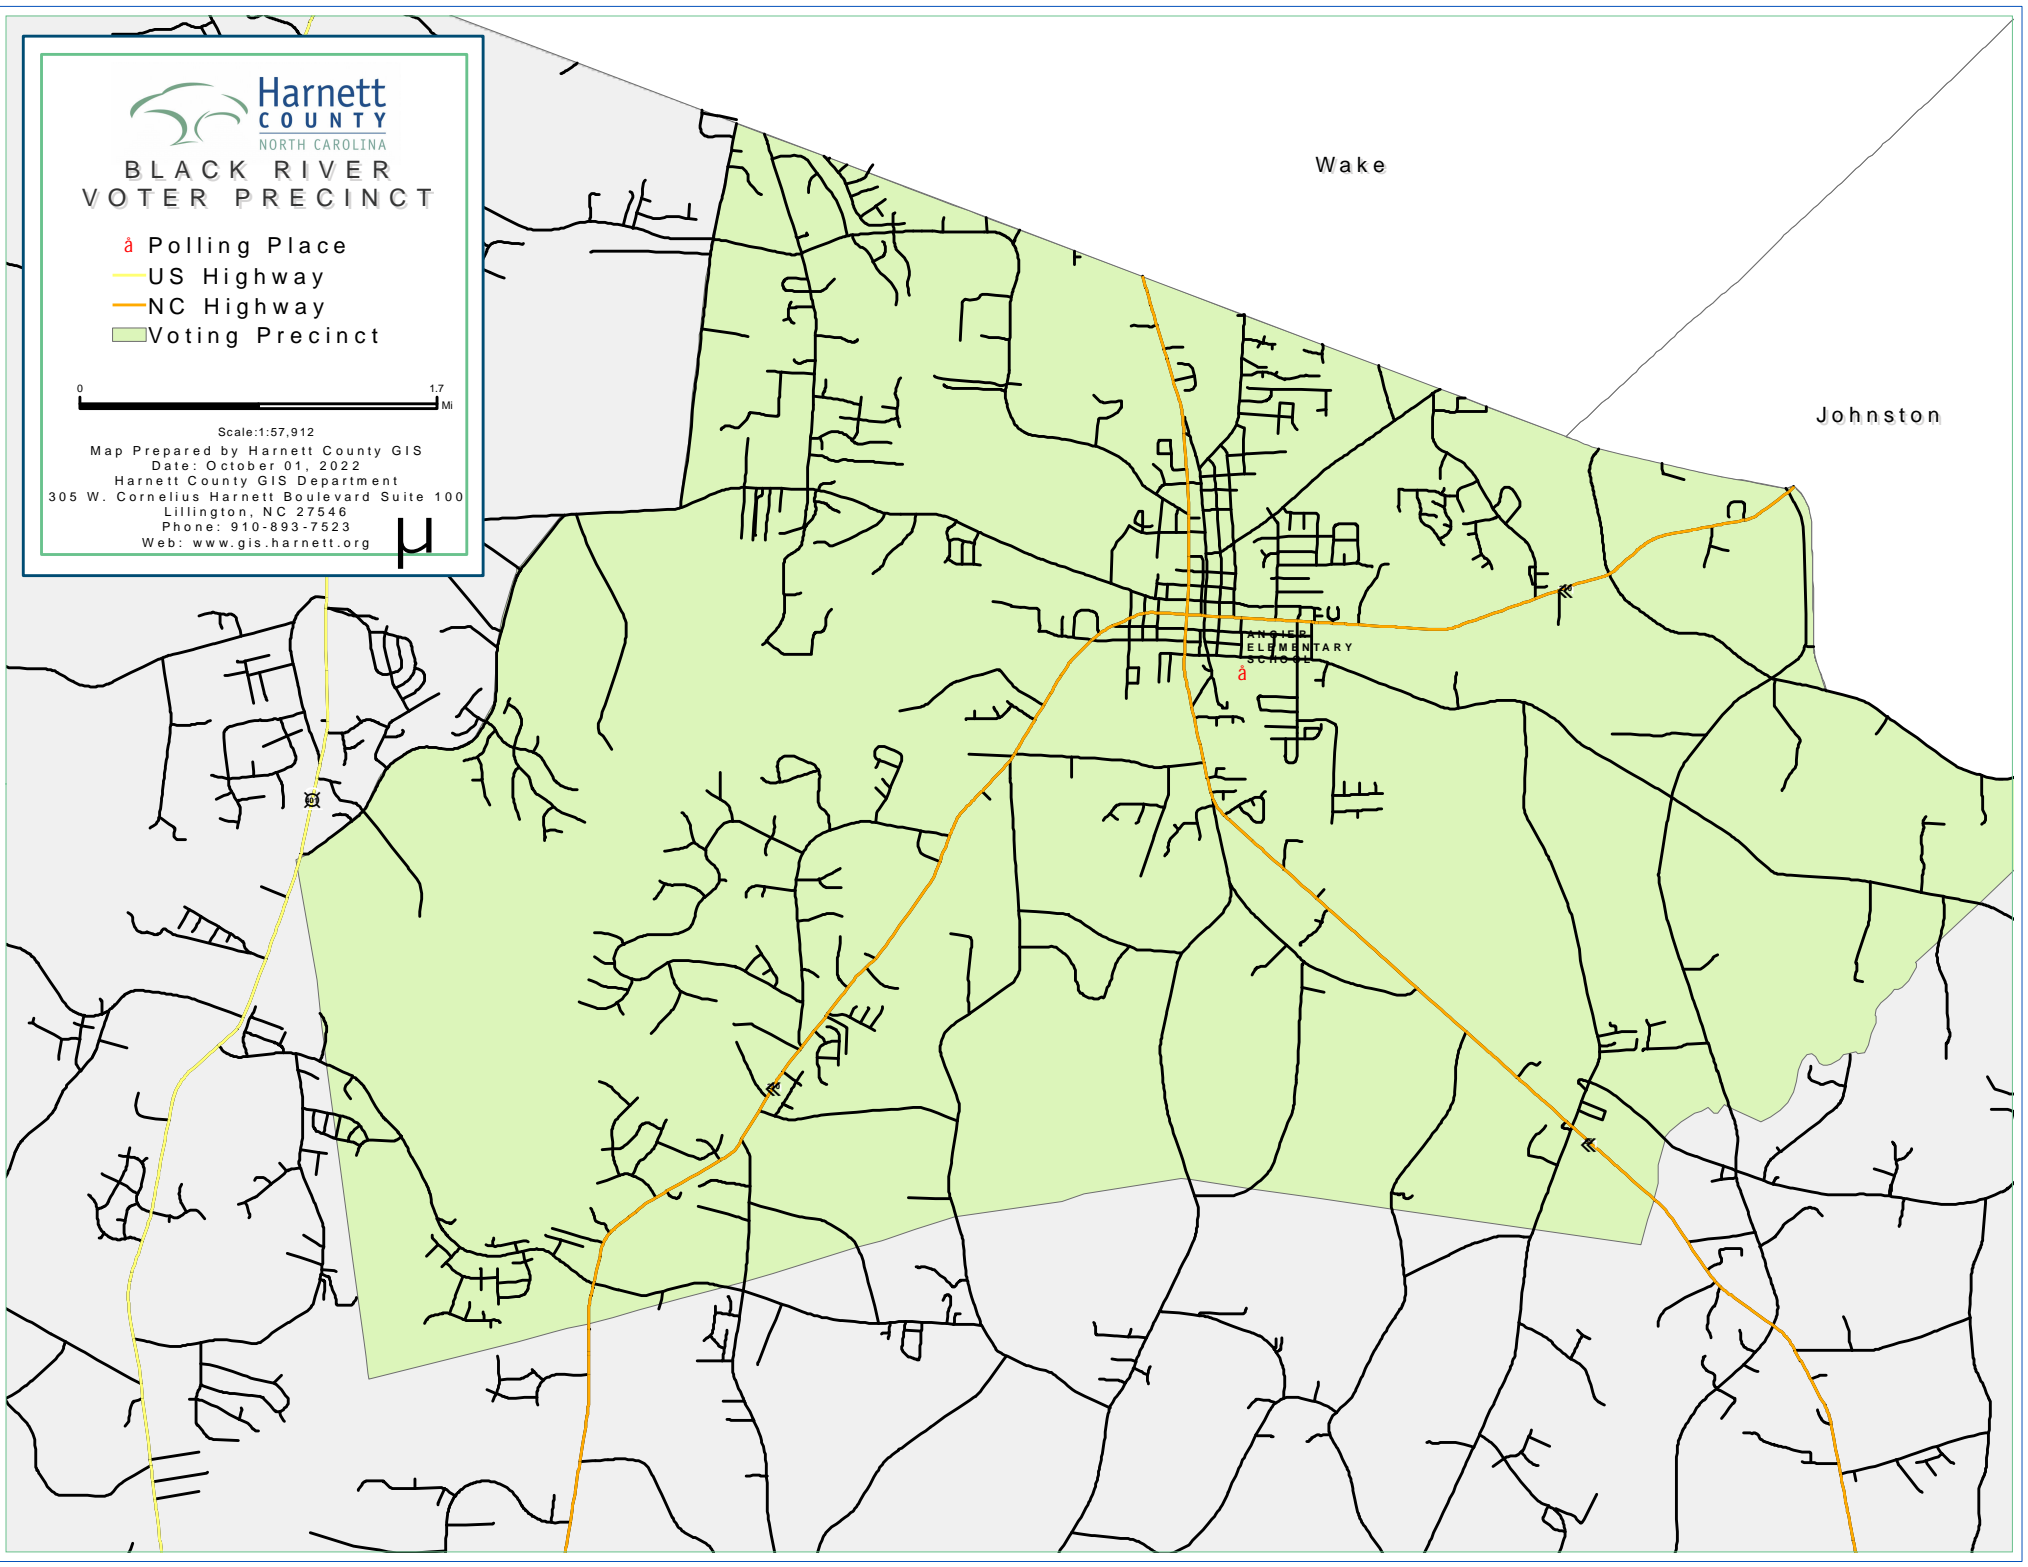 Harnett
COUNTY
NORTH CAROLINA
BLACK RIVER
VOTER PRECINCT
å Polling Place
US Highway
NC Highway
Voting Precinct
0 1.7
Mi
Scale:1:57,912
Map Prepared by Harnett County GIS
Date: October 01, 2022
Harnett County GIS Department
305 W. Cornelius Harnett Boulevard Suite 100
Lillington, NC 27546
Phone: 910-893-7523
Web: www.gis.harnett.org
µ
Wake
Johnston
ANGIER
ELEMENTARY
SCHOOL
å